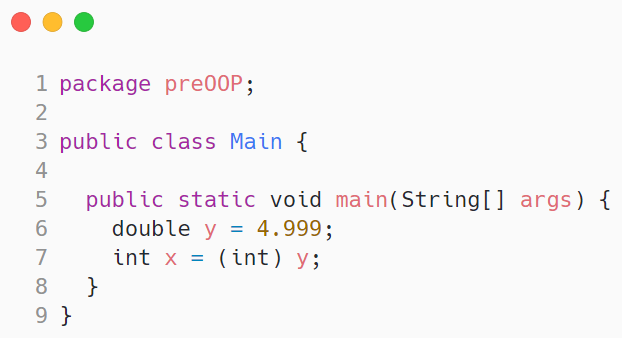 1 package preOOP;
2
3 public class Main {
4
5   public static void main(String[] args) {
6     double y = 4.999;
7     int x = (int) y;
8   }
9 }